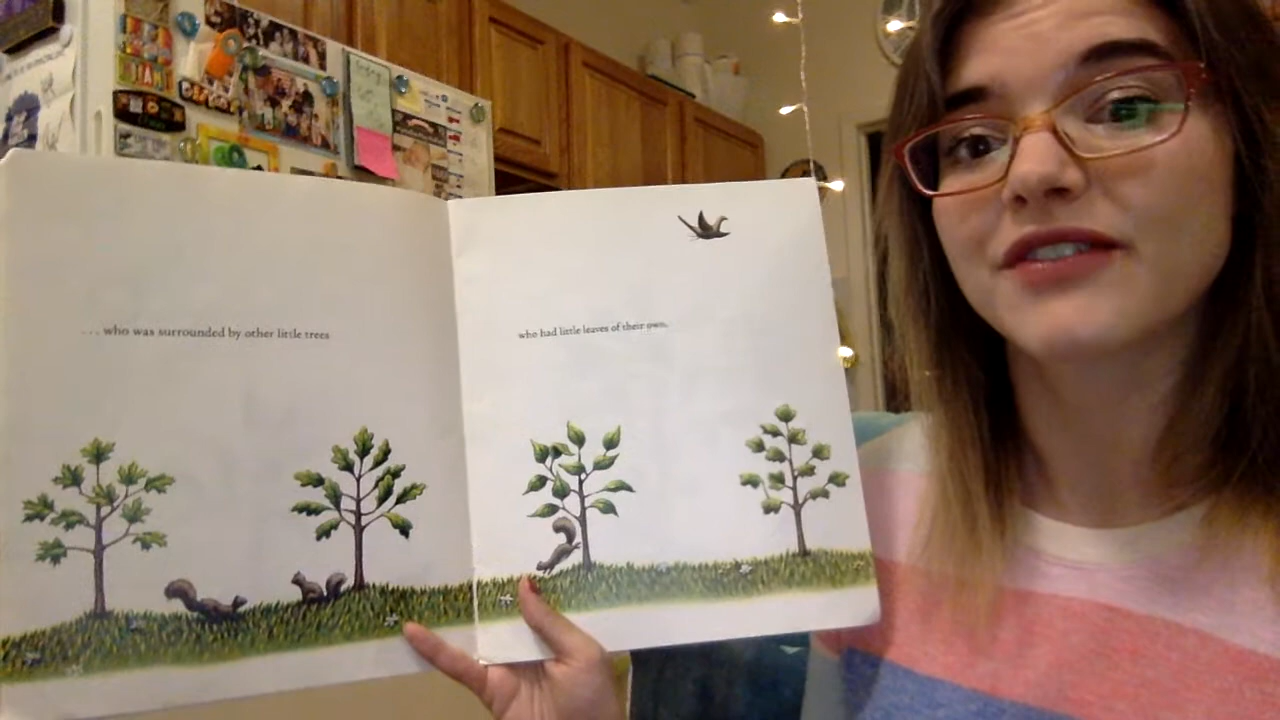 ... who was surrounded by other little trees
who had little leaves of their own.